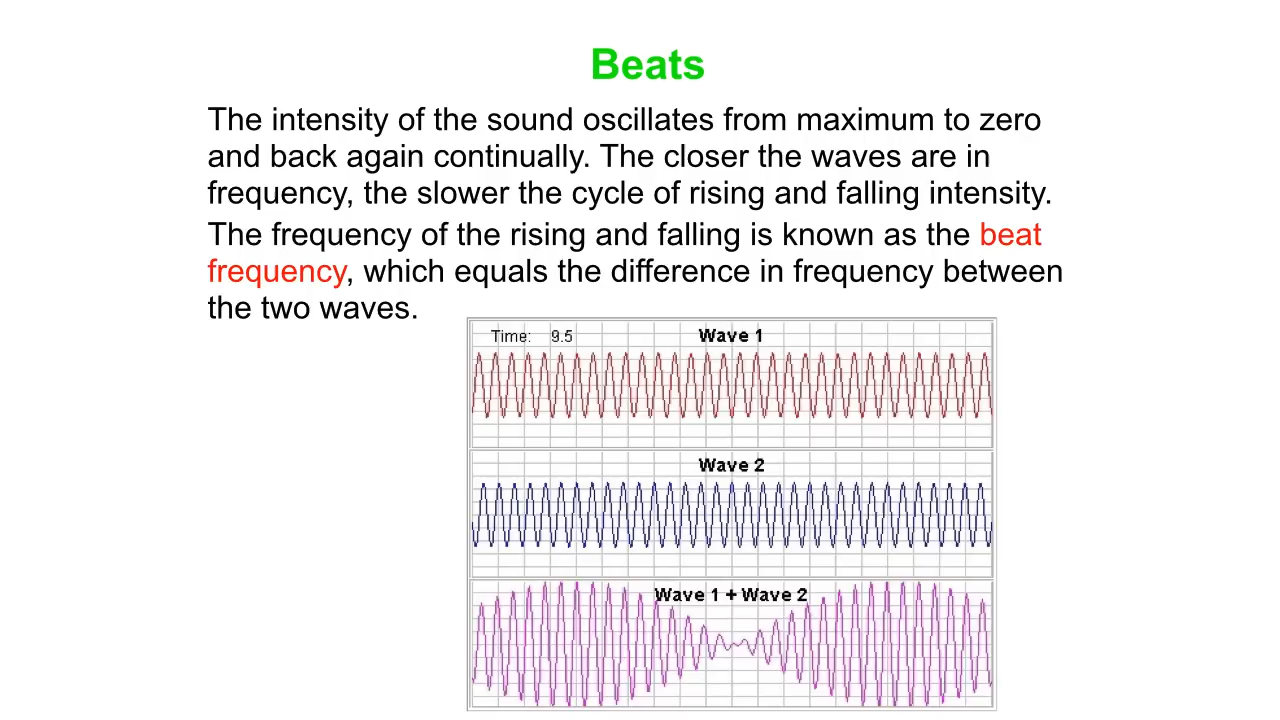 Beats
The intensity of the sound oscillates from maximum to zero
and back again continually. The closer the waves are in
frequency, the slower the cycle of rising and falling intensity.
The frequency of the rising and falling is known as the beat
frequency, which equals the difference in frequency between
the two waves.
Time: 9.5 Wave 1
Wave 2
Wave 1 + Wave 2